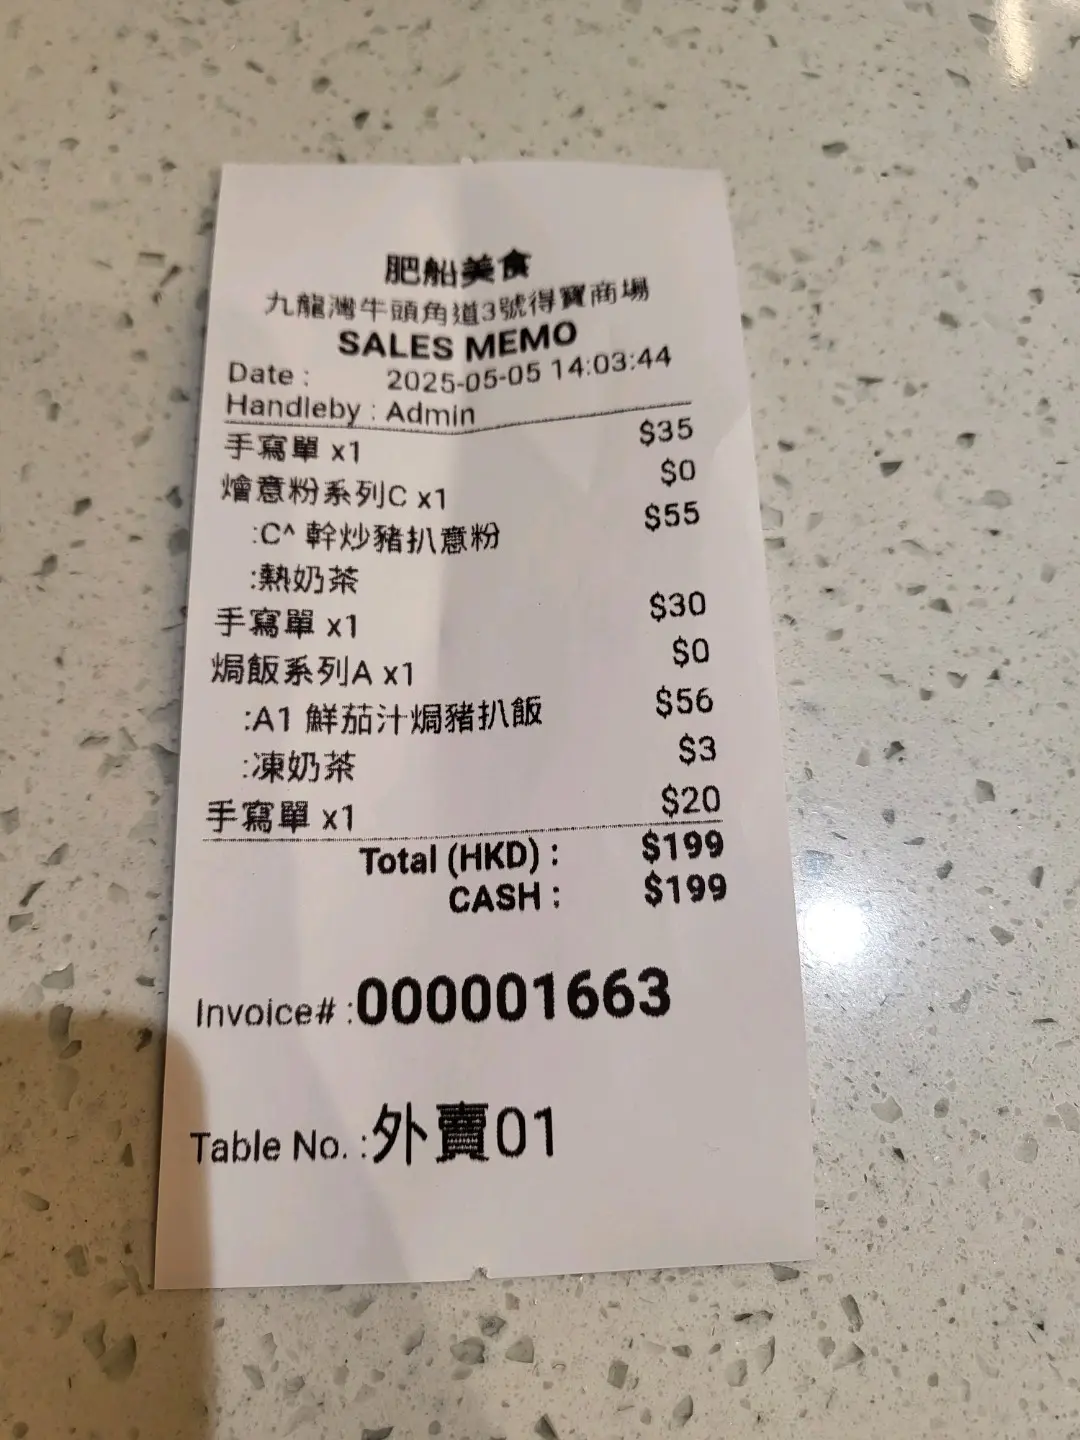 肥船美食
九龍灣牛頭角道3號得寶商場
SALES MEMO
Date : 2025-05-05 14:03:44
Handleby : Admin
手寫單 x1 $35
燴意粉系列C x1 $0
:C^ 幹炒豬扒意粉 $55
:熱奶茶
手寫單 x1 $30
焗飯系列A x1 $0
:A1 鮮茄汁焗豬扒飯 $56
:凍奶茶 $3
手寫單 x1 $20
Total (HKD) : $199
CASH : $199
Invoice# :000001663
Table No. :外賣01